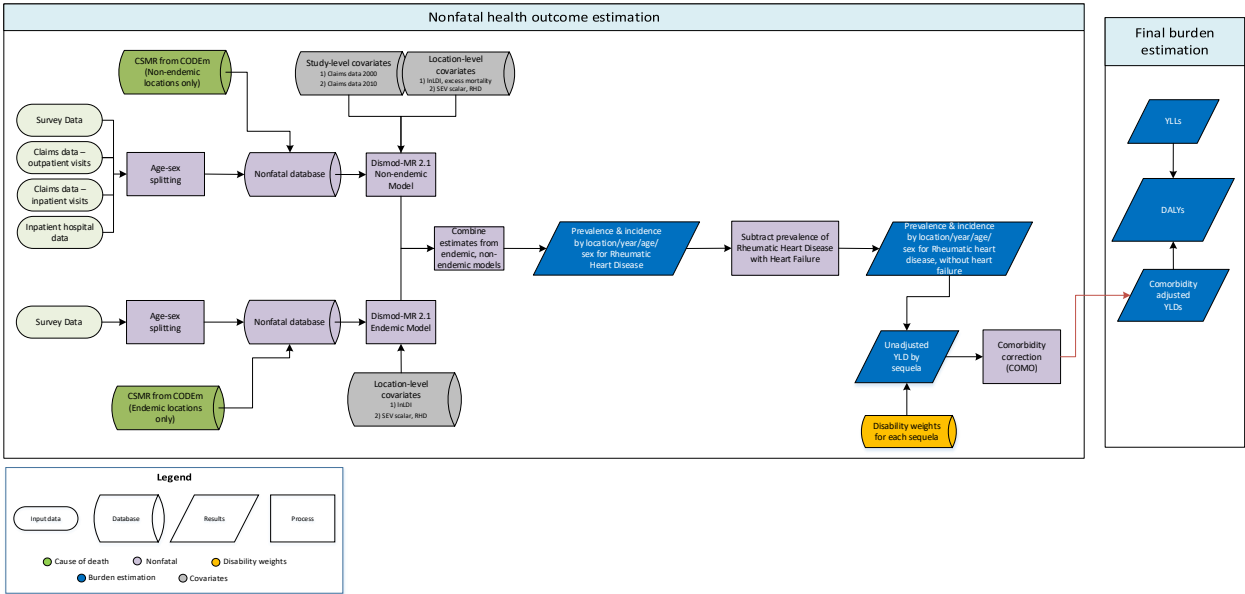 Nonfatal health outcome estimation
Final burden
estimation
CSMR from CODEm
(Non-endemic
locations only)
Study-level covariates
1) Claims data 2000
2) Claims data 2010
Location-level
covariates
1) lnLDI, excess mortality
2) SEV scalar, RHD
Survey Data
Claims data –
outpatient visits
Claims data –
inpatient visits
Inpatient hospital
data
Age-sex
splitting
Nonfatal database
Dismod-MR 2.1
Non-endemic
Model
Combine
estimates from
endemic, non-
endemic models
Prevalence & incidence
by location/year/age/
sex for Rheumatic
Heart Disease
Subtract prevalence of
Rheumatic Heart Disease
with Heart Failure
Prevalence & incidence
by location/year/age/
sex for Rheumatic heart
disease, without heart
failure
Survey Data
Age-sex
splitting
Nonfatal database
Dismod-MR 2.1
Endemic Model
CSMR from CODEm
(Endemic locations
only)
Location-level
covariates
1) lnLDI
2) SEV scalar, RHD
Unadjusted
YLD by
sequela
Comorbidity
correction
(COMO)
Disability weights
for each sequela
YLLs
DALYs
Comorbidity
adjusted
YLDs
Legend
Input data
Database
Results
Process
Cause of death
Nonfatal
Disability weights
Burden estimation
Covariates